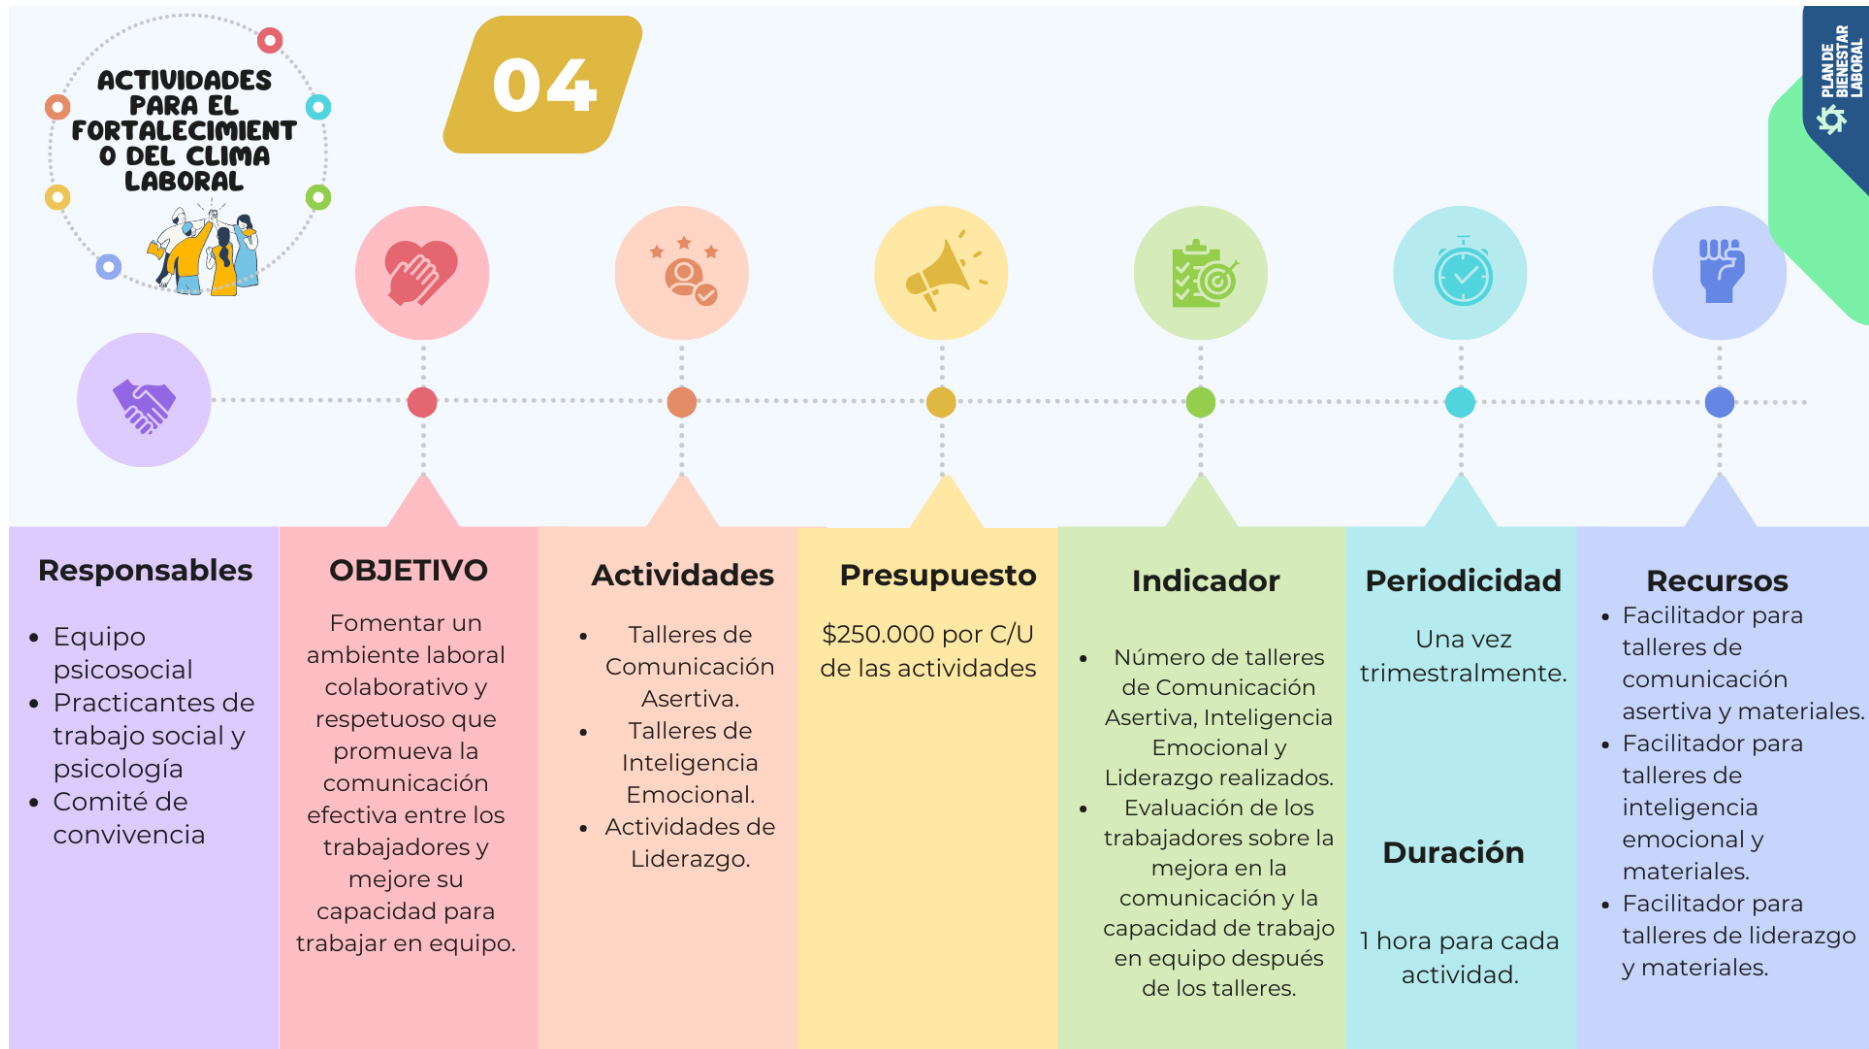 ACTIVIDADES
PARA EL
FORTALECIMIENT
O DEL CLIMA
LABORAL
04
PLAN DE
BIENESTAR
LABORAL
Responsables
• Equipo
psicosocial
• Practicantes de
trabajo social y
psicología
• Comité de
convivencia
OBJETIVO
Fomentar un
ambiente laboral
colaborativo y
respetuoso que
promueva la
comunicación
efectiva entre los
trabajadores y
mejore su
capacidad para
trabajar en equipo.
Actividades
• Talleres de
Comunicación
Asertiva.
• Talleres de
Inteligencia
Emocional.
• Actividades de
Liderazgo.
Presupuesto
$250.000 por C/U
de las actividades
Indicador
• Número de talleres
de Comunicación
Asertiva, Inteligencia
Emocional y
Liderazgo realizados.
• Evaluación de los
trabajadores sobre la
mejora en la
comunicación y la
capacidad de trabajo
en equipo después
de los talleres.
Periodicidad
Una vez
trimestralmente.
Duración
1 hora para cada
actividad.
Recursos
• Facilitador para
talleres de
comunicación
asertiva y materiales.
• Facilitador para
talleres de
inteligencia
emocional y
materiales.
• Facilitador para
talleres de liderazgo
y materiales.